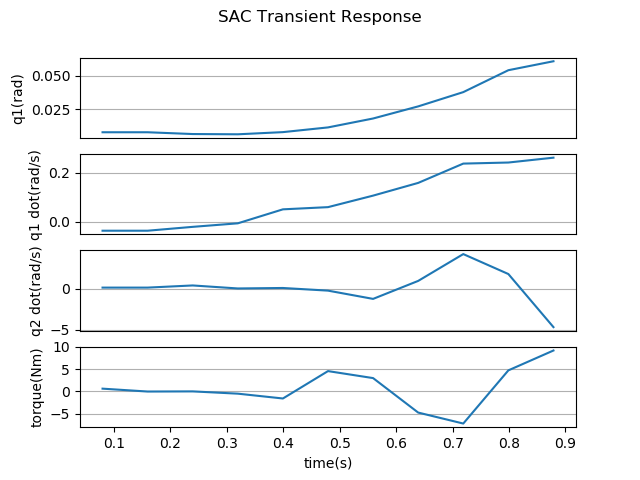 SAC Transient Response
q1(rad)
0.050
0.025
q1 dot(rad/s)
0.2
0.0
q2 dot(rad/s)
0
−5
torque(Nm)
10
5
0
−5
0.1 0.2 0.3 0.4 0.5 0.6 0.7 0.8 0.9
time(s)